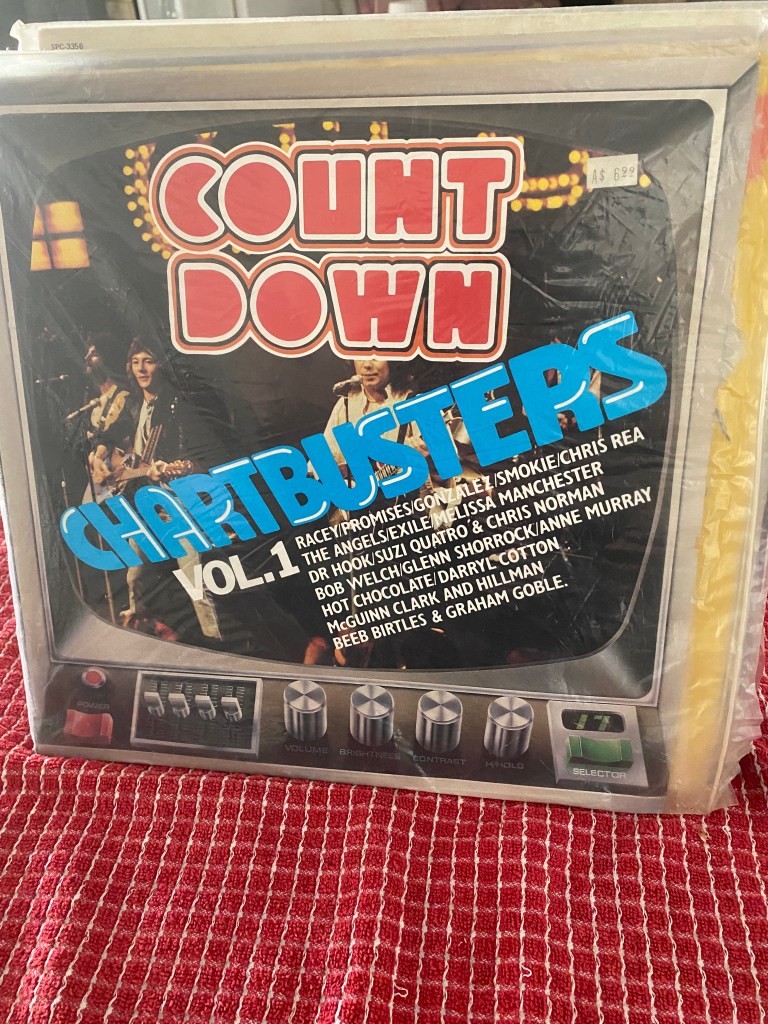 SPC-3356
COUNT
DOWN
A$ 6.99
CHARTBUSTERS
VOL.1
RACEY/PROMISES/GONZALEZ/SMOKIE/CHRIS REA
THE ANGELS/EXILE/MELISSA MANCHESTER
DR HOOK/SUZI QUATRO & CHRIS NORMAN
BOB WELCH/GLENN SHORROCK/ANNE MURRAY
HOT CHOCOLATE/DARRYL COTTON
McGUINN CLARK AND HILLMAN
BEEB BIRTLES & GRAHAM GOBLE.
POWER
VOLUME
BRIGHTNESS
CONTRAST
H/HOLD
17
SELECTOR